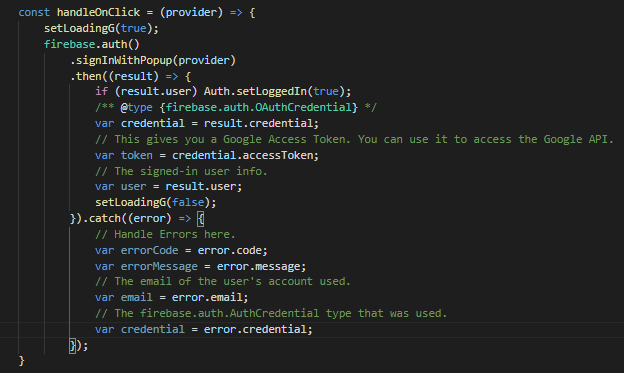 const handleOnClick = (provider) => {
    setLoadingG(true);
    firebase.auth()
        .signInWithPopup(provider)
        .then((result) => {
            if (result.user) Auth.setLoggedIn(true);
            /** @type {firebase.auth.OAuthCredential} */
            var credential = result.credential;
            // This gives you a Google Access Token. You can use it to access the Google API.
            var token = credential.accessToken;
            // The signed-in user info.
            var user = result.user;
            setLoadingG(false);
        }).catch((error) => {
            // Handle Errors here.
            var errorCode = error.code;
            var errorMessage = error.message;
            // The email of the user's account used.
            var email = error.email;
            // The firebase.auth.AuthCredential type that was used.
            var credential = error.credential;
        });
}